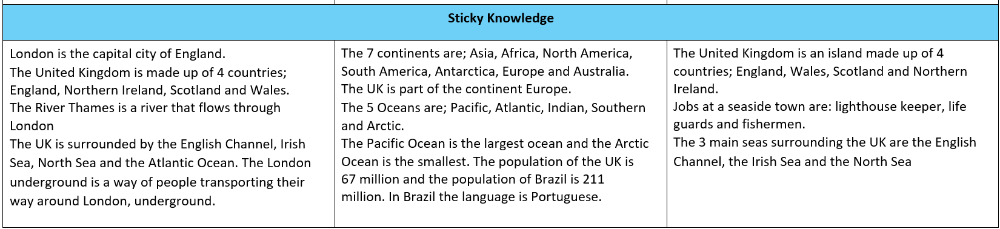 Sticky Knowledge
London is the capital city of England.
The United Kingdom is made up of 4 countries;
England, Northern Ireland, Scotland and Wales.
The River Thames is a river that flows through
London
The UK is surrounded by the English Channel, Irish
Sea, North Sea and the Atlantic Ocean. The London
underground is a way of people transporting their
way around London, underground.
The 7 continents are; Asia, Africa, North America,
South America, Antarctica, Europe and Australia.
The UK is part of the continent Europe.
The 5 Oceans are; Pacific, Atlantic, Indian, Southern
and Arctic.
The Pacific Ocean is the largest ocean and the Arctic
Ocean is the smallest. The population of the UK is
67 million and the population of Brazil is 211
million. In Brazil the language is Portuguese.
The United Kingdom is an island made up of 4
countries; England, Wales, Scotland and Northern
Ireland.
Jobs at a seaside town are: lighthouse keeper, life
guards and fishermen.
The 3 main seas surrounding the UK are the English
Channel, the Irish Sea and the North Sea